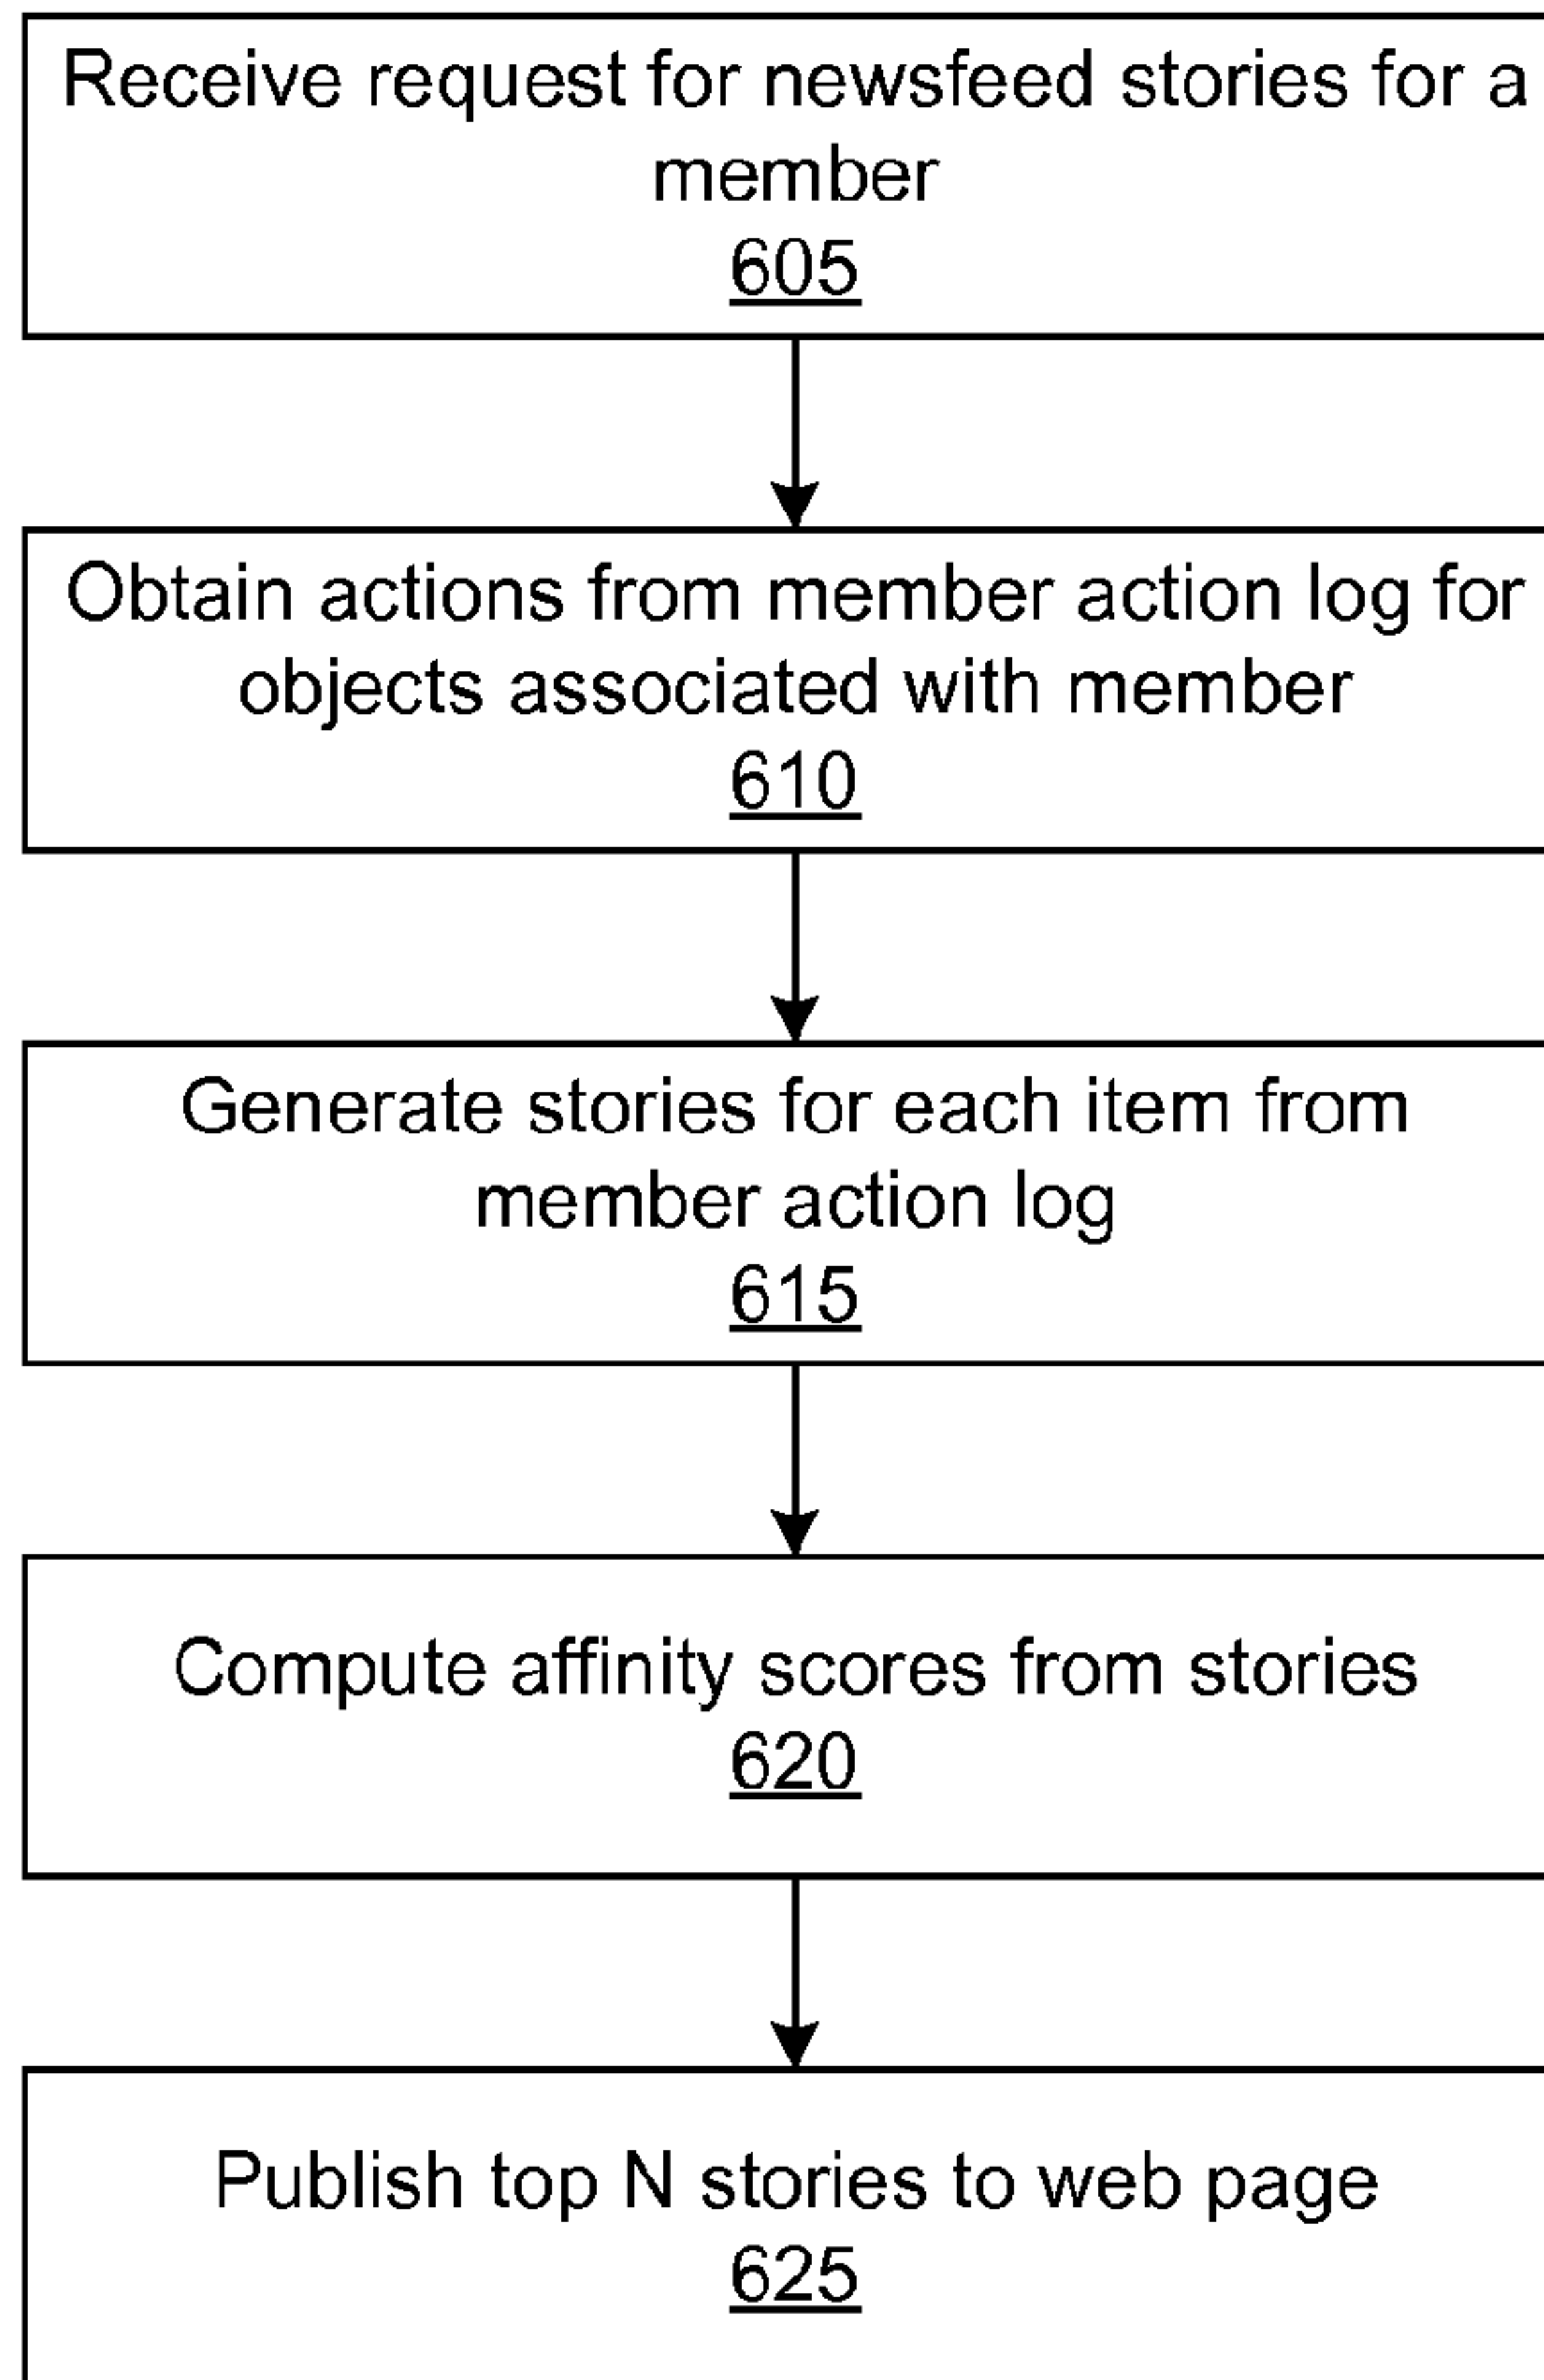 Receive request for newsfeed stories for a
member
605
Obtain actions from member action log for
objects associated with member
610
Generate stories for each item from
member action log
615
Compute affinity scores from stories
620
Publish top N stories to web page
625